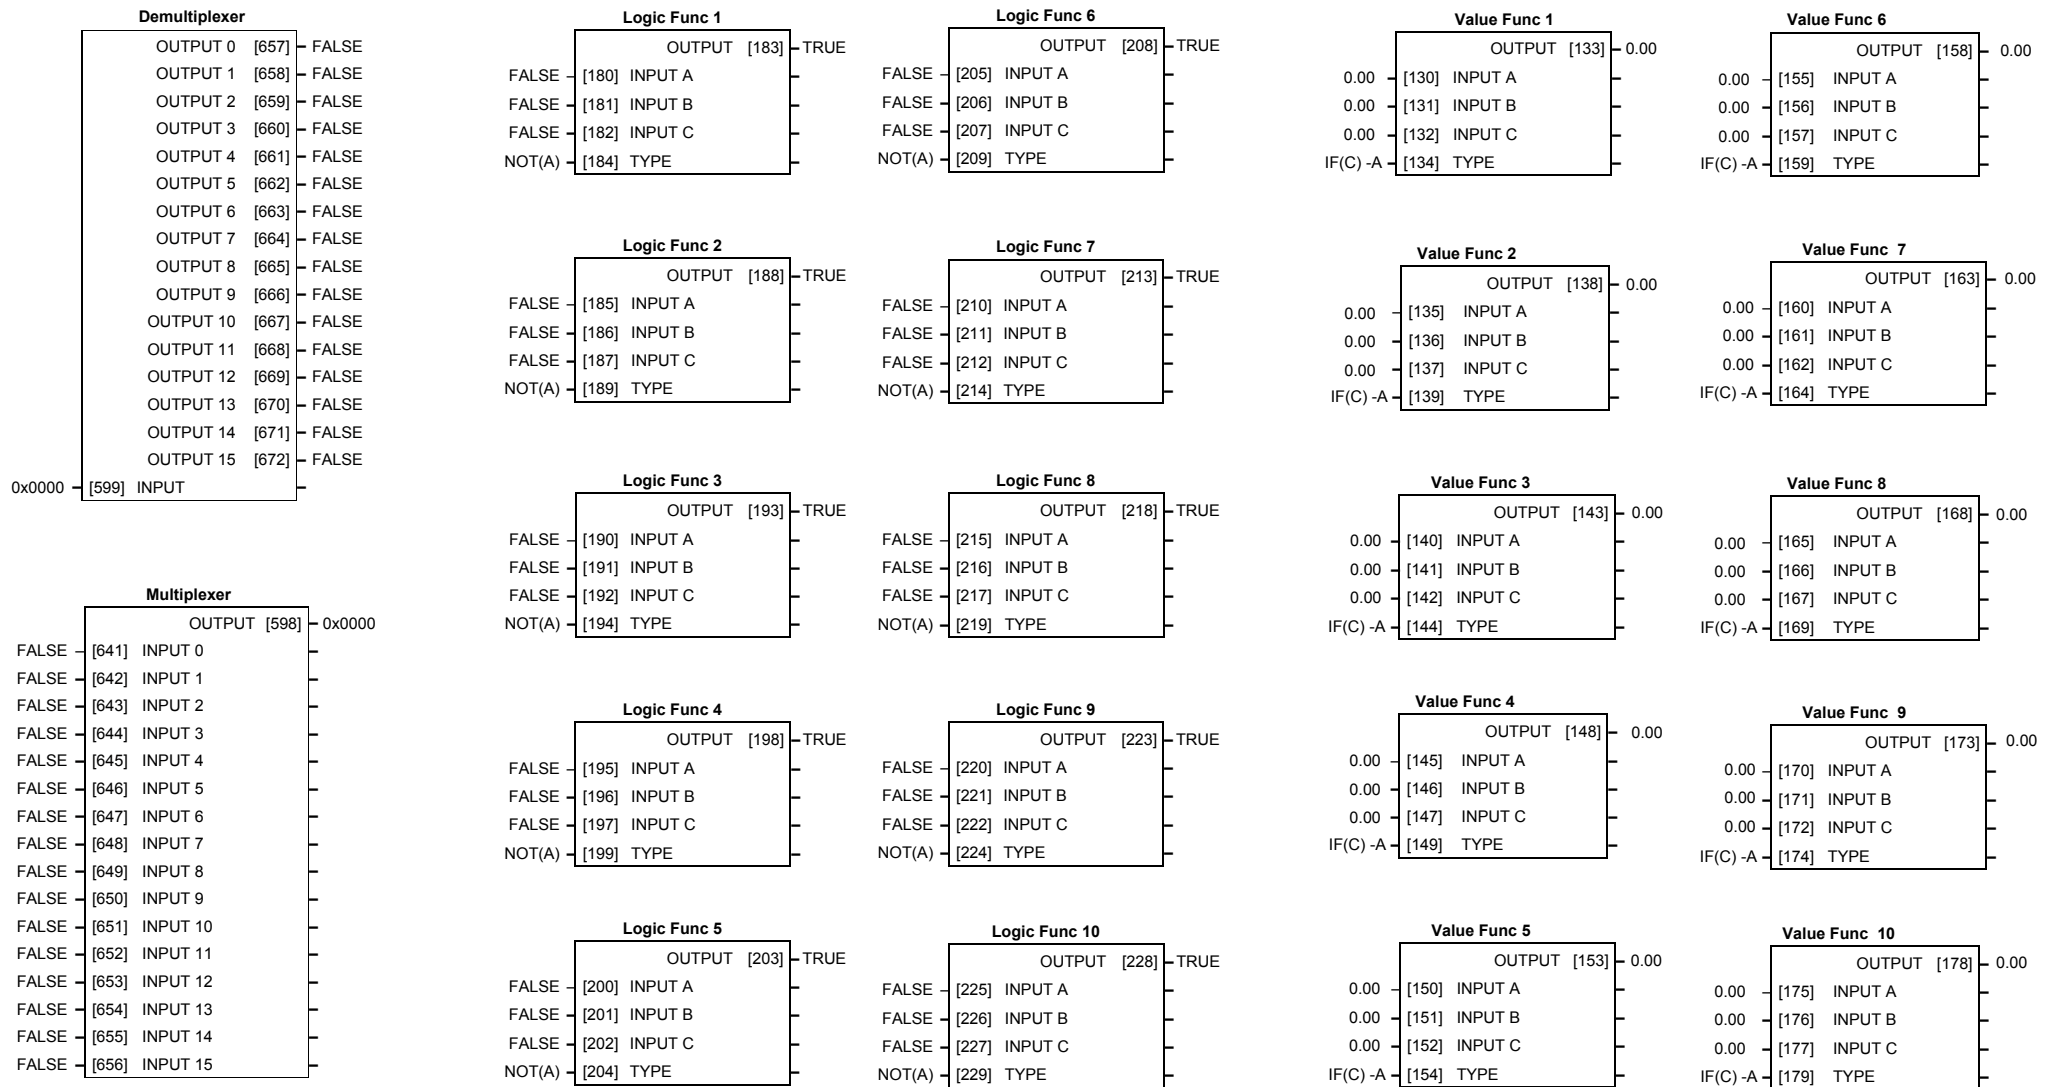 Demultiplexer
OUTPUT 0 [657] FALSE
OUTPUT 1 [658] FALSE
OUTPUT 2 [659] FALSE
OUTPUT 3 [660] FALSE
OUTPUT 4 [661] FALSE
OUTPUT 5 [662] FALSE
OUTPUT 6 [663] FALSE
OUTPUT 7 [664] FALSE
OUTPUT 8 [665] FALSE
OUTPUT 9 [666] FALSE
OUTPUT 10 [667] FALSE
OUTPUT 11 [668] FALSE
OUTPUT 12 [669] FALSE
OUTPUT 13 [670] FALSE
OUTPUT 14 [671] FALSE
OUTPUT 15 [672] FALSE
0x0000 [599] INPUT
Multiplexer
OUTPUT [598] 0x0000
FALSE [641] INPUT 0
FALSE [642] INPUT 1
FALSE [643] INPUT 2
FALSE [644] INPUT 3
FALSE [645] INPUT 4
FALSE [646] INPUT 5
FALSE [647] INPUT 6
FALSE [648] INPUT 7
FALSE [649] INPUT 8
FALSE [650] INPUT 9
FALSE [651] INPUT 10
FALSE [652] INPUT 11
FALSE [653] INPUT 12
FALSE [654] INPUT 13
FALSE [655] INPUT 14
FALSE [656] INPUT 15
Logic Func 1
OUTPUT [183] TRUE
FALSE [180] INPUT A
FALSE [181] INPUT B
FALSE [182] INPUT C
NOT(A) [184] TYPE
Logic Func 2
OUTPUT [188] TRUE
FALSE [185] INPUT A
FALSE [186] INPUT B
FALSE [187] INPUT C
NOT(A) [189] TYPE
Logic Func 3
OUTPUT [193] TRUE
FALSE [190] INPUT A
FALSE [191] INPUT B
FALSE [192] INPUT C
NOT(A) [194] TYPE
Logic Func 4
OUTPUT [198] TRUE
FALSE [195] INPUT A
FALSE [196] INPUT B
FALSE [197] INPUT C
NOT(A) [199] TYPE
Logic Func 5
OUTPUT [203] TRUE
FALSE [200] INPUT A
FALSE [201] INPUT B
FALSE [202] INPUT C
NOT(A) [204] TYPE
Logic Func 6
OUTPUT [208] TRUE
FALSE [205] INPUT A
FALSE [206] INPUT B
FALSE [207] INPUT C
NOT(A) [209] TYPE
Logic Func 7
OUTPUT [213] TRUE
FALSE [210] INPUT A
FALSE [211] INPUT B
FALSE [212] INPUT C
NOT(A) [214] TYPE
Logic Func 8
OUTPUT [218] TRUE
FALSE [215] INPUT A
FALSE [216] INPUT B
FALSE [217] INPUT C
NOT(A) [219] TYPE
Logic Func 9
OUTPUT [223] TRUE
FALSE [220] INPUT A
FALSE [221] INPUT B
FALSE [222] INPUT C
NOT(A) [224] TYPE
Logic Func 10
OUTPUT [228] TRUE
FALSE [225] INPUT A
FALSE [226] INPUT B
FALSE [227] INPUT C
NOT(A) [229] TYPE
Value Func 1
OUTPUT [133] 0.00
0.00 [130] INPUT A
0.00 [131] INPUT B
0.00 [132] INPUT C
IF(C) -A [134] TYPE
Value Func 2
OUTPUT [138] 0.00
0.00 [135] INPUT A
0.00 [136] INPUT B
0.00 [137] INPUT C
IF(C) -A [139] TYPE
Value Func 3
OUTPUT [143] 0.00
0.00 [140] INPUT A
0.00 [141] INPUT B
0.00 [142] INPUT C
IF(C) -A [144] TYPE
Value Func 4
OUTPUT [148] 0.00
0.00 [145] INPUT A
0.00 [146] INPUT B
0.00 [147] INPUT C
IF(C) -A [149] TYPE
Value Func 5
OUTPUT [153] 0.00
0.00 [150] INPUT A
0.00 [151] INPUT B
0.00 [152] INPUT C
IF(C) -A [154] TYPE
Value Func 6
OUTPUT [158] 0.00
0.00 [155] INPUT A
0.00 [156] INPUT B
0.00 [157] INPUT C
IF(C) -A [159] TYPE
Value Func 7
OUTPUT [163] 0.00
0.00 [160] INPUT A
0.00 [161] INPUT B
0.00 [162] INPUT C
IF(C) -A [164] TYPE
Value Func 8
OUTPUT [168] 0.00
0.00 [165] INPUT A
0.00 [166] INPUT B
0.00 [167] INPUT C
IF(C) -A [169] TYPE
Value Func 9
OUTPUT [173] 0.00
0.00 [170] INPUT A
0.00 [171] INPUT B
0.00 [172] INPUT C
IF(C) -A [174] TYPE
Value Func 10
OUTPUT [178] 0.00
0.00 [175] INPUT A
0.00 [176] INPUT B
0.00 [177] INPUT C
IF(C) -A [179] TYPE